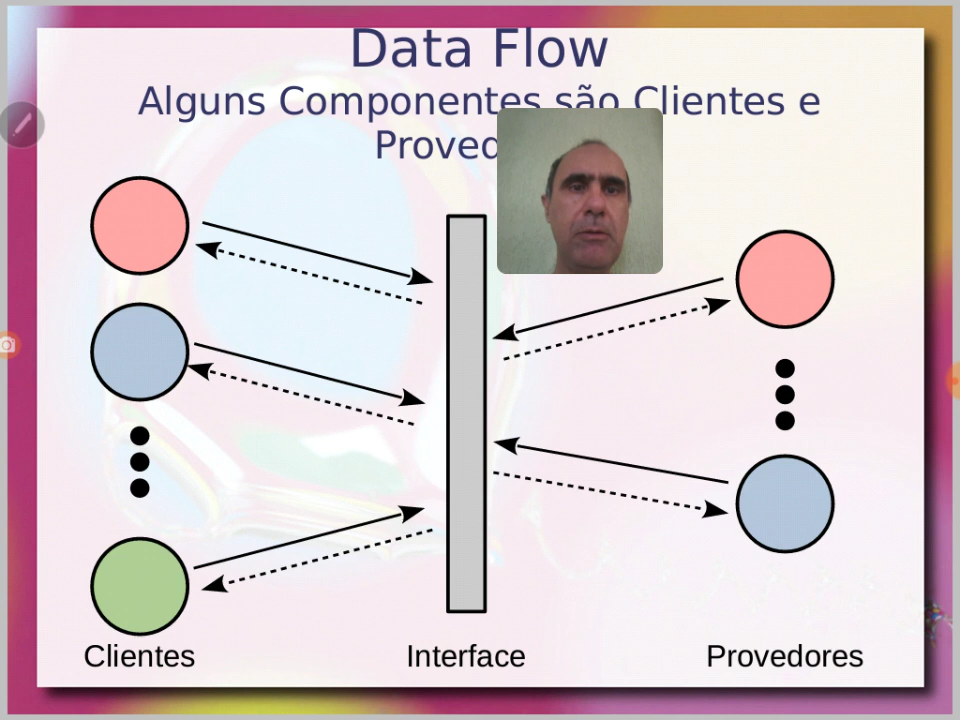 Data Flow
Alguns Componentes são Clientes e
Clientes
Interface
Provedores